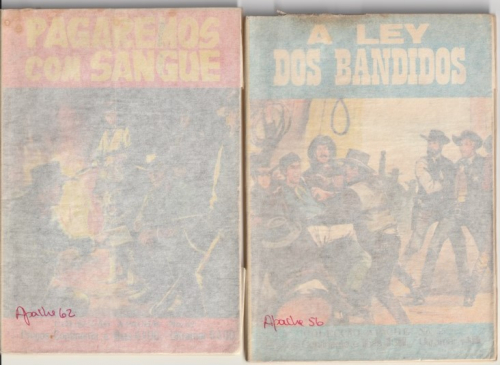 PAGAREMOS
COM SANGUE
Apache 62
A LEY
DOS BANDIDOS
Apache 56